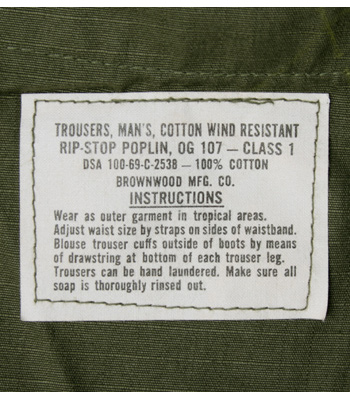 TROUSERS, MAN'S, COTTON WIND RESISTANT
RIP-STOP POPLIN, OG 107 — CLASS 1
DSA 100-69-C-2538 — 100% COTTON
BROWNWOOD MFG. CO.
INSTRUCTIONS
Wear as outer garment in tropical areas.
Adjust waist size by straps on sides of waistband.
Blouse trouser cuffs outside of boots by means
of drawstring at bottom of each trouser leg.
Trousers can be hand laundered. Make sure all
soap is thoroughly rinsed out.